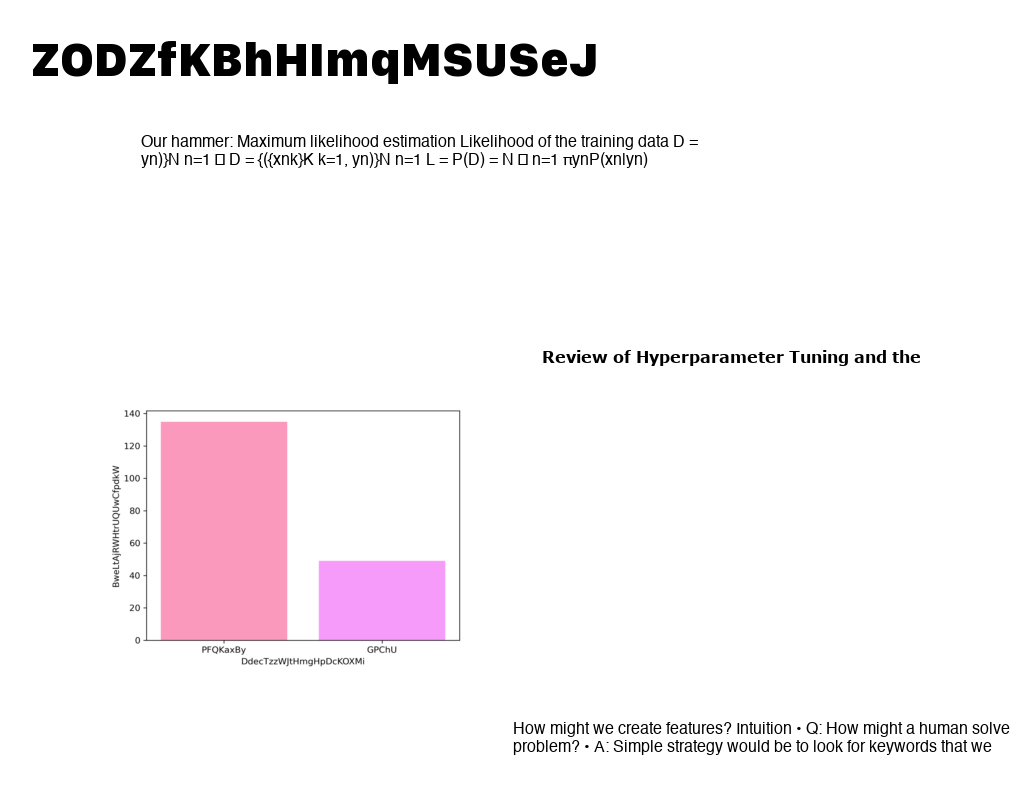 ZODZfKBhHImqMSUSeJ
Our hammer: Maximum likelihood estimation Likelihood of the training data D =
yn)}N n=1 □ D = {({xnk}K k=1, yn)}N n=1 L = P(D) = N □ n=1 πynP(xn|yn)
Review of Hyperparameter Tuning and the
140
120
100
80
60
40
20
0
BweLtAjRWHtrUQUwCfpdkW
PFQKaxBy GPChU
DdecTzzWJtHmgHpDcKOXMi
How might we create features? Intuition • Q: How might a human solve
problem? • A: Simple strategy would be to look for keywords that we